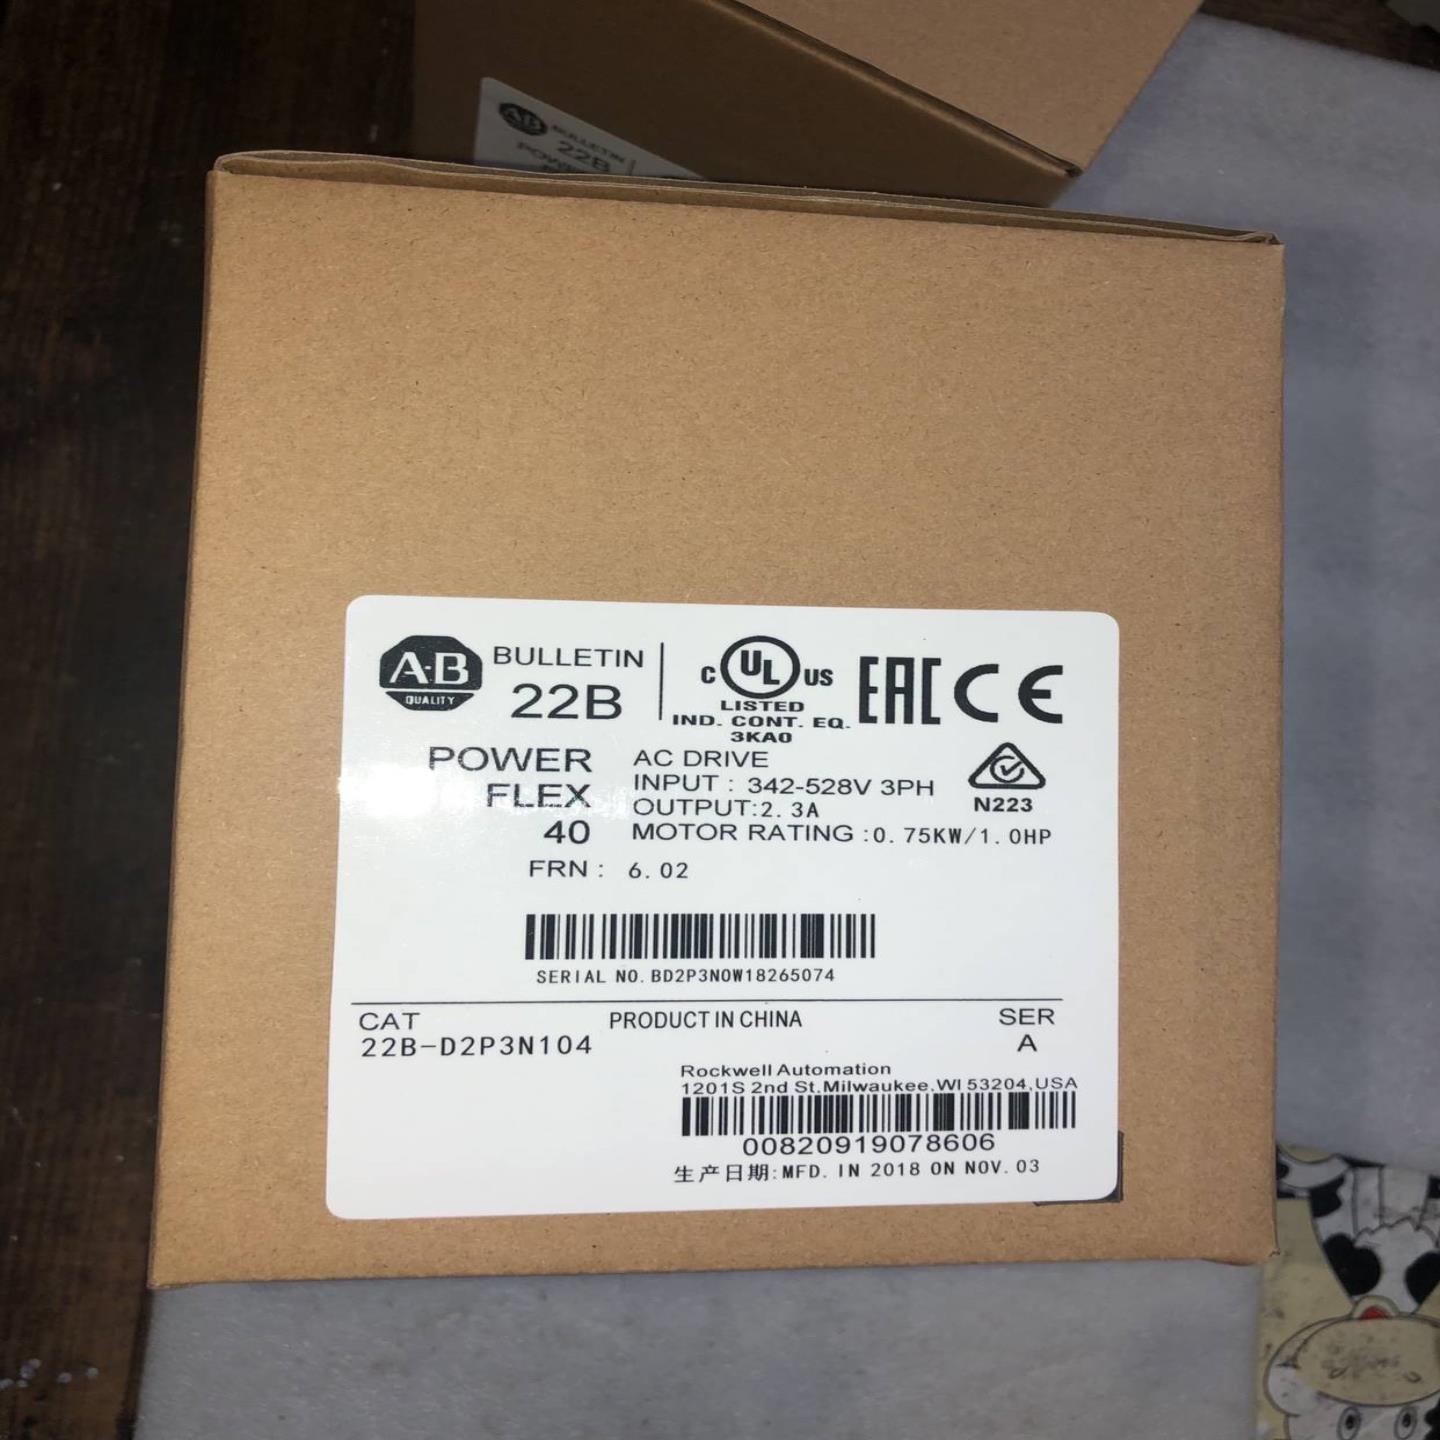 A-B
BULLETIN
22B
A·B
QUALITY
BULLETIN
22B
C UL US
LISTED
IND. CONT. EQ.
3KA0
EAC CE
POWER
FLEX
40
AC DRIVE
INPUT : 342-528V 3PH
OUTPUT:2.3A
MOTOR RATING :0.75KW/1.0HP
N223
FRN : 6.02
SERIAL NO. BD2P3N0W18265074
CAT PRODUCT IN CHINA SER
22B-D2P3N104 A
Rockwell Automation
1201S 2nd St.Milwaukee,WI 53204,USA
00820919078606
生产日期:MFD. IN 2018 ON NOV. 03